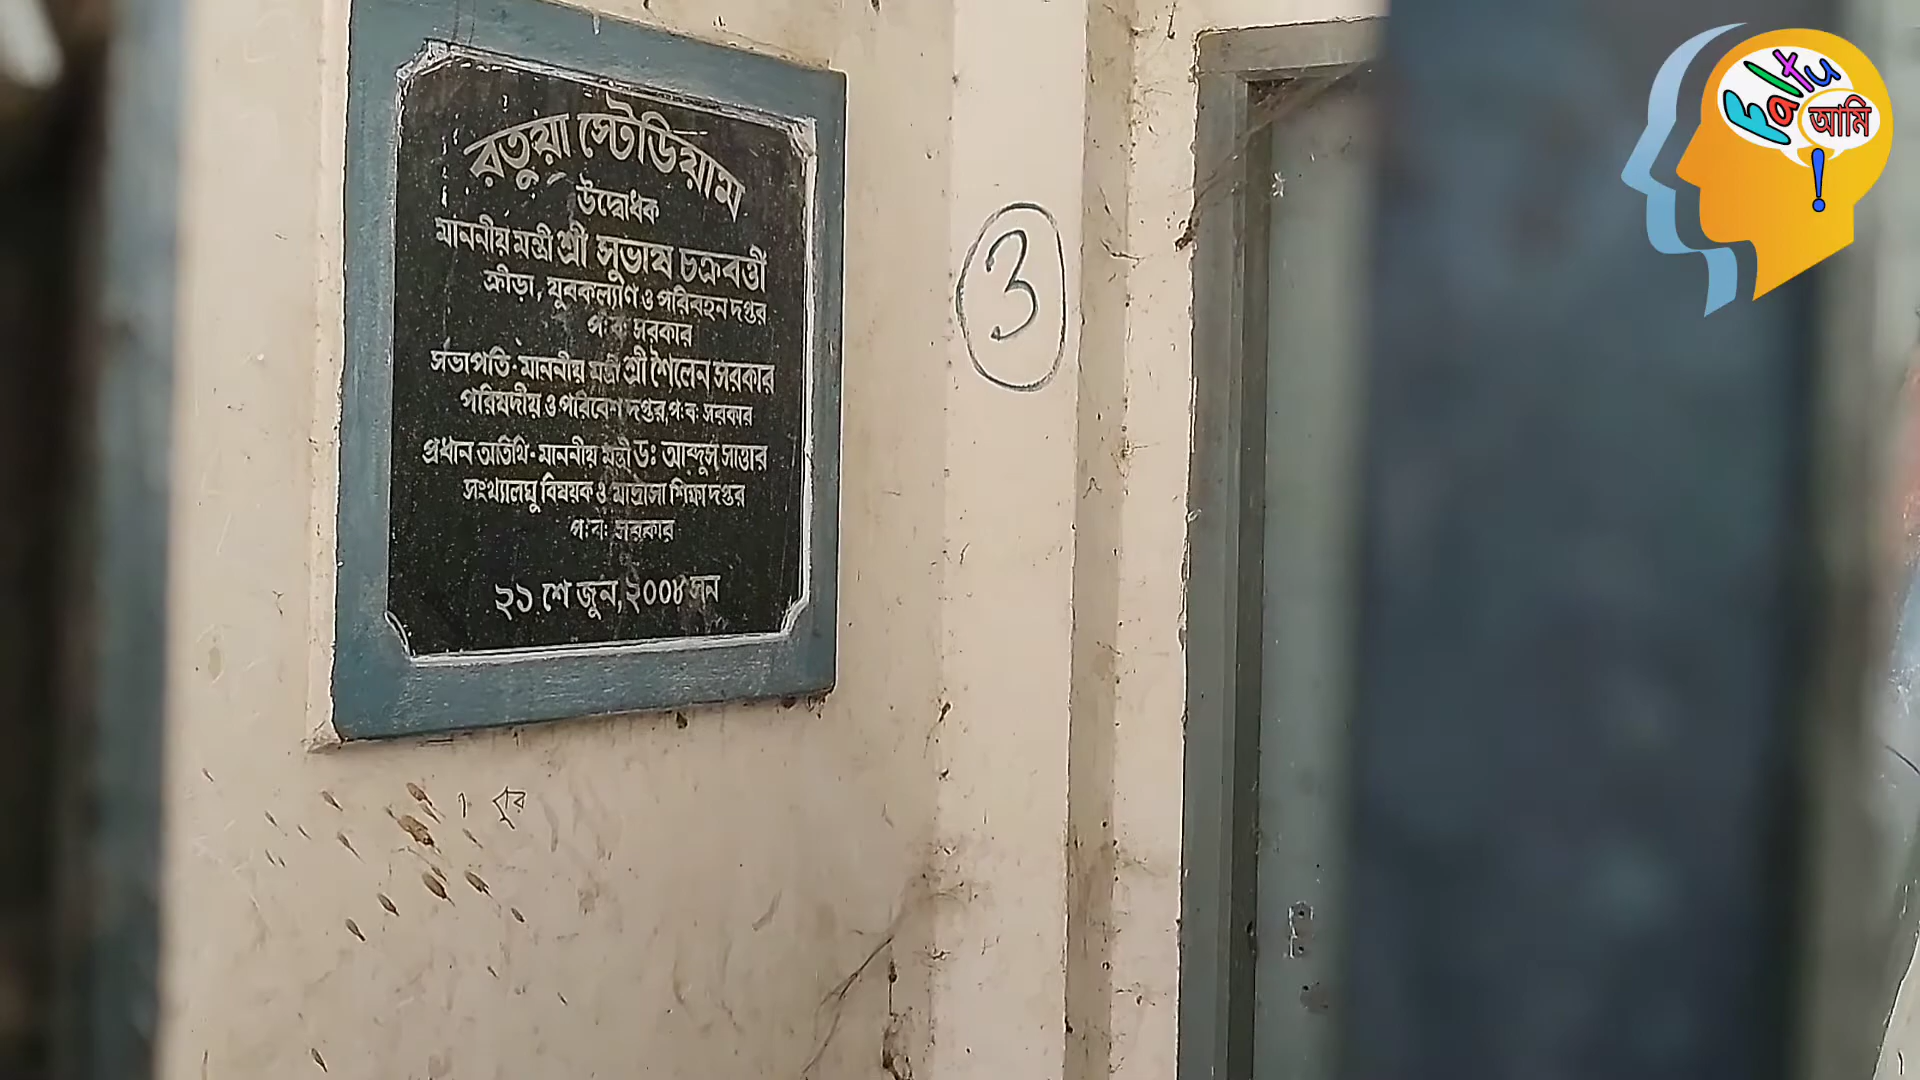 রতুয়া স্টেডিয়াম
উদ্বোধক
মাননীয় মন্ত্রী শ্রী সুভাষ চক্রবর্ত্তী
ক্রীড়া, যুবকল্যাণ ও পরিবহন দপ্তর
পঃ বঃ সরকার
সভাপতি - মাননীয় মন্ত্রী শ্রী শৈলেন সরকার
পরিষদীয় ও পরিবেশ দপ্তর, পঃ বঃ সরকার
প্রধান অতিথি - মাননীয় মন্ত্রী ডঃ আব্দুস সাত্তার
সংখ্যালঘু বিষয়ক ও মাদ্রাসা শিক্ষা দপ্তর
পঃ বঃ সরকার
২১ শে জুন, ২০০৮ সন
3
Faltu
আমি
!